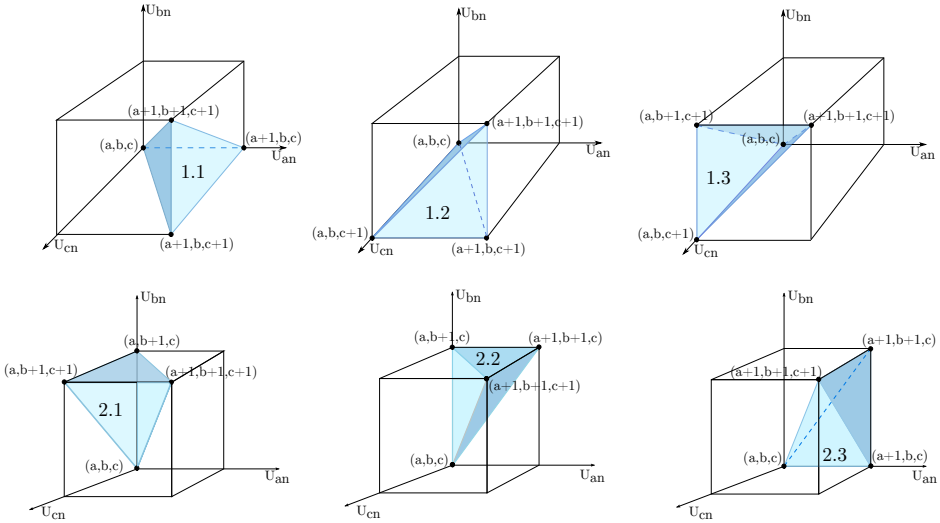 Ubn
(a+1,b+1,c+1)
(a,b,c)
(a+1,b,c)
Uan
1.1
Ucn
(a+1,b,c+1)
Ubn
(a+1,b+1,c+1)
(a,b,c)
Uan
1.2
(a,b,c+1)
Ucn
(a+1,b,c+1)
Ubn
(a,b+1,c+1)
(a+1,b+1,c+1)
(a,b,c)
Uan
1.3
(a,b,c+1)
Ucn
Ubn
(a,b+1,c)
(a,b+1,c+1)
(a+1,b+1,c+1)
2.1
(a,b,c)
Uan
Ucn
Ubn
(a,b+1,c)
(a+1,b+1,c)
2.2
(a+1,b+1,c+1)
(a,b,c)
Uan
Ucn
Ubn
(a+1,b+1,c)
(a+1,b+1,c+1)
(a,b,c)
2.3
(a+1,b,c)
Uan
Ucn